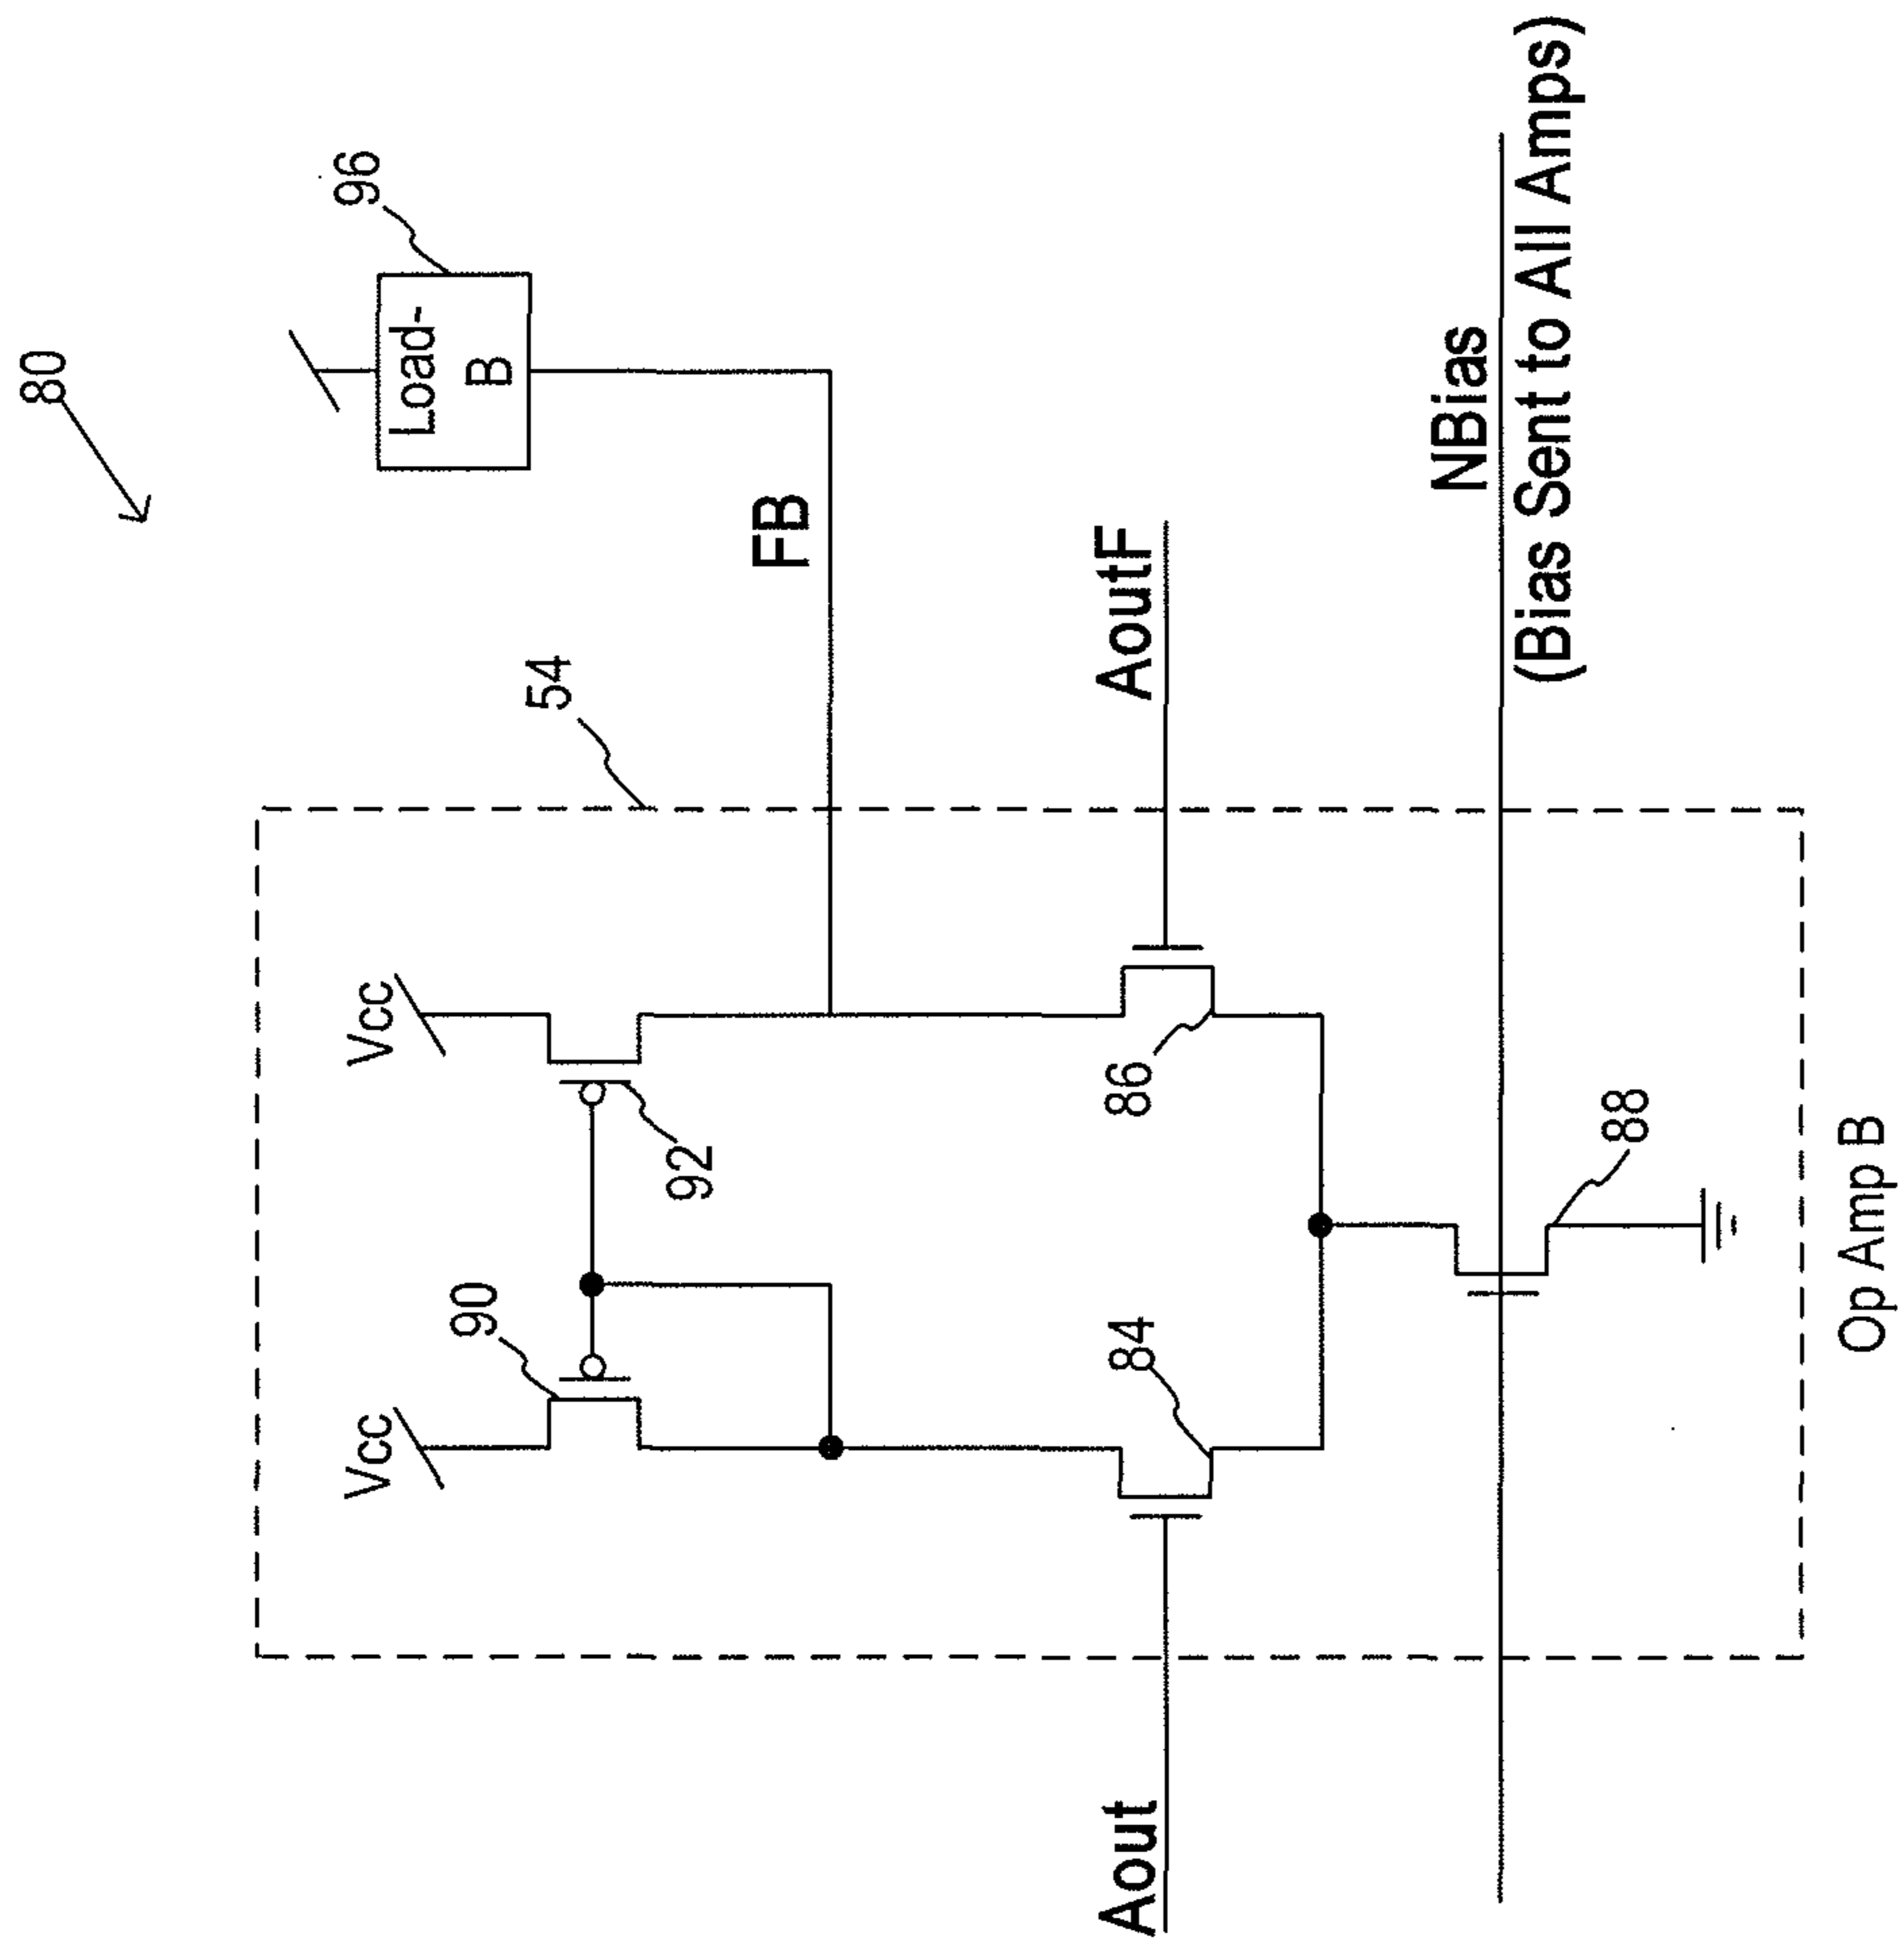 80
Load-
B
96
FB
54
Vcc
Vcc
90
92
Aout
84
86
AoutF
NBias
(Bias Sent to All Amps)
88
Op Amp B